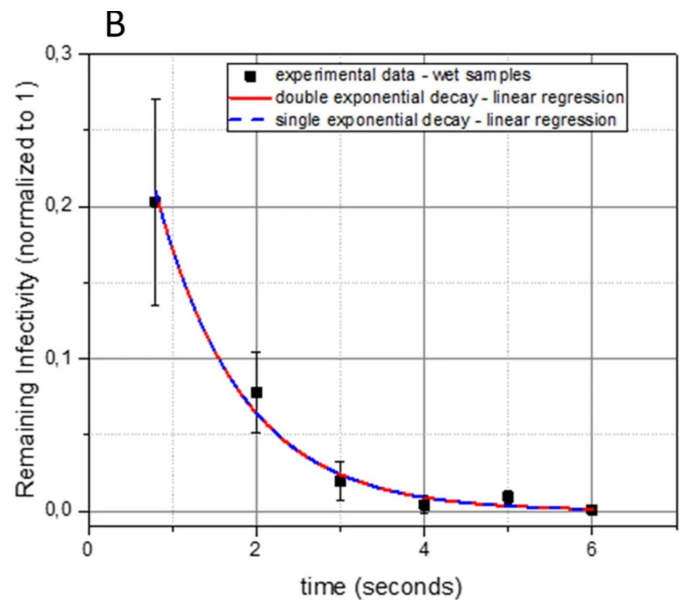 B
0,3
experimental data - wet samples
double exponential decay - linear regression
single exponential decay - linear regression
0,2
0,1
0,0
Remaining Infectivity (normalized to 1)
0 2 4 6
time (seconds)